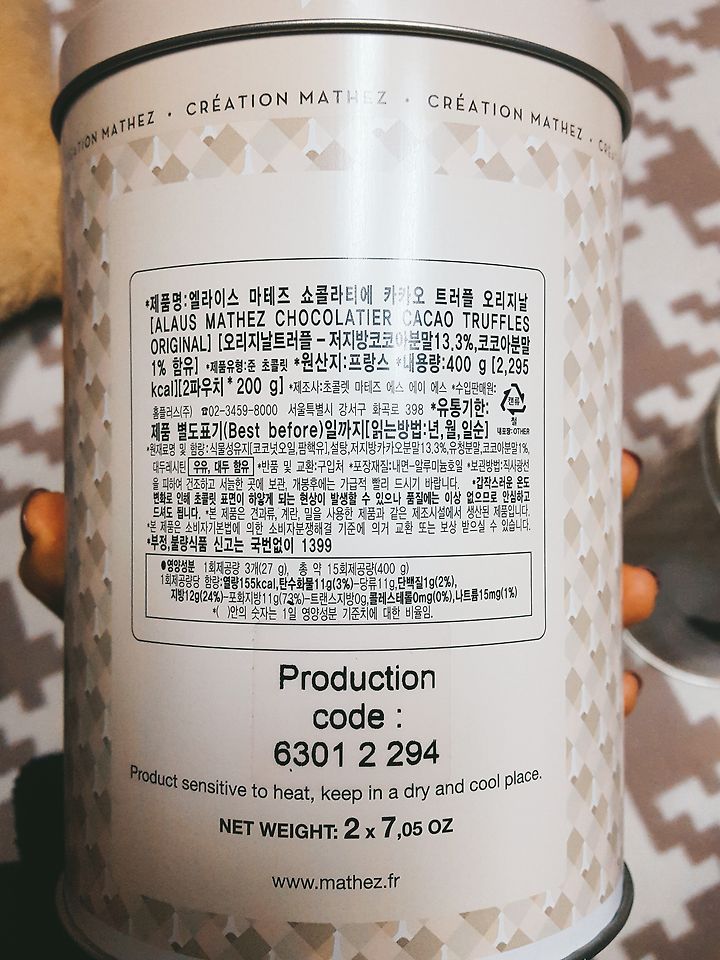 CRÉATION MATHEZ · CRÉATION MATHEZ
*제품명:엘라이스 마테즈 쇼콜라티에 카카오 트러플 오리지날
[ALAUS MATHEZ CHOCOLATIER CACAO TRUFFLES
ORIGINAL] [오리지날트러플 – 저지방코코아분말13.3%,코코아분말
1% 함유] *제품유형:준 초콜릿 *원산지:프랑스 *내용량:400 g [2,295
kcal][2파우치*200 g] *제조사:초콜렛 마테즈 에스 에이 에스 *수입판매원:
홈플러스(주) ☎02-3459-8000 서울특별시 강서구 화곡로 398 *유통기한:
제품 별도표기(Best before)일까지[읽는방법:년,월,일순]
캔류
철
내포장:OTHER
*원재료명 및 함량:식물성유지[코코넛오일,팜핵유],설탕,저지방카카오분말13.3%,유청분말,코코아분말1%,
대두레시틴 우유, 대두 함유 *반품 및 교환:구입처 *포장재질:내면-알루미늄호일 *보관방법:직사광선
을 피하여 건조하고 서늘한 곳에 보관, 개봉후에는 가급적 빨리 드시기 바랍니다. *갑작스러운 온도
변화로 인해 초콜릿 표면이 하얗게 되는 현상이 발생할 수 있으나 품질에는 이상 없으므로 안심하고
드셔도 됩니다. *본 제품은 견과류, 계란, 밀을 사용한 제품과 같은 제조시설에서 생산된 제품입니다.
*본 제품은 소비자기본법에 의한 소비자분쟁해결 기준에 의거 교환 또는 보상 받으실 수 있습니다.
*부정,불량식품 신고는 국번없이 1399
●영양성분 1회제공량 3개(27 g), 총 약 15회제공량(400 g)
1회제공량당 함량:열량155kcal,탄수화물11g(3%)–당류11g,단백질1g(2%),
지방12g(24%)–포화지방11g(73%)–트랜스지방0g,콜레스테롤0mg(0%),나트륨15mg(1%)
*( )안의 숫자는 1일 영양성분 기준치에 대한 비율임.
Production
code :
6301 2 294
Product sensitive to heat, keep in a dry and cool place.
NET WEIGHT: 2 x 7,05 OZ
www.mathez.fr